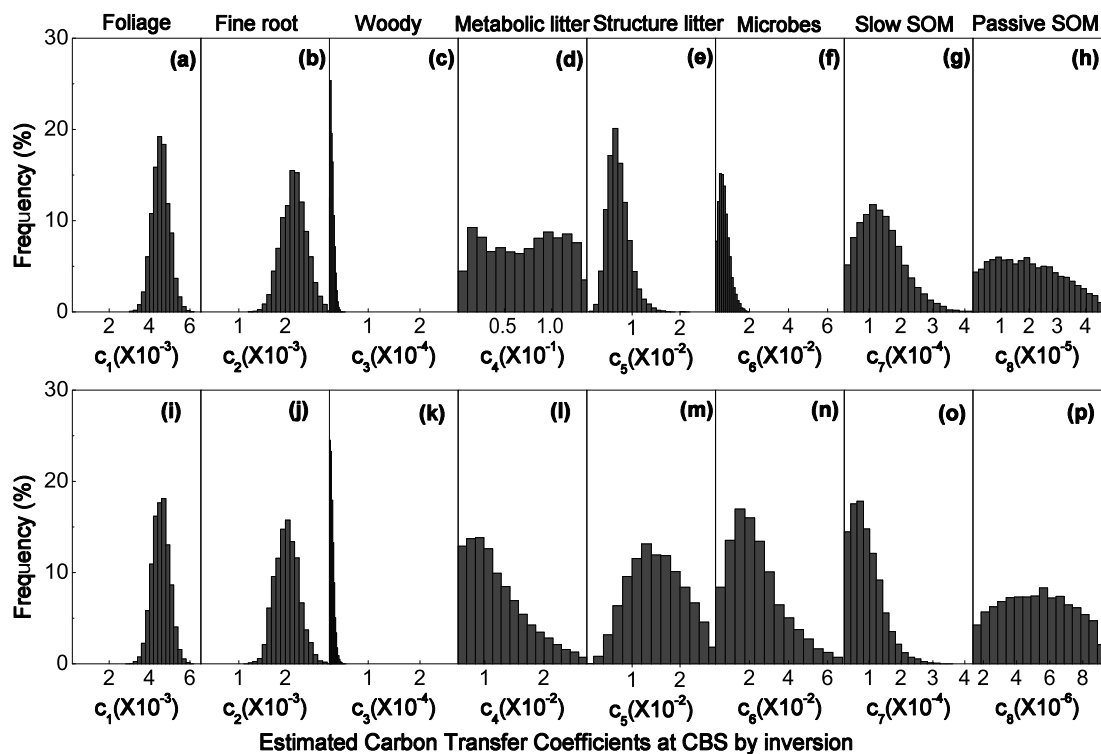 Foliage Fine root Woody Metabolic litter Structure litter Microbes Slow SOM Passive SOM
30 (a) (b) (c) (d) (e) (f) (g) (h)
20
10
0
Frequency (%)
2 4 6 1 2 1 2 0.5 1.0 1 2 2 4 6 1 2 3 4 1 2 3 4
c₁(X10⁻³) c₂(X10⁻³) c₃(X10⁻⁴) c₄(X10⁻¹) c₅(X10⁻²) c₆(X10⁻²) c₇(X10⁻⁴) c₈(X10⁻⁵)
30 (i) (j) (k) (l) (m) (n) (o) (p)
20
10
0
Frequency (%)
2 4 6 1 2 1 2 1 2 1 2 2 4 6 1 2 3 4 2 4 6 8
c₁(X10⁻³) c₂(X10⁻³) c₃(X10⁻⁴) c₄(X10⁻²) c₅(X10⁻²) c₆(X10⁻²) c₇(X10⁻⁴) c₈(X10⁻⁶)
Estimated Carbon Transfer Coefficients at CBS by inversion